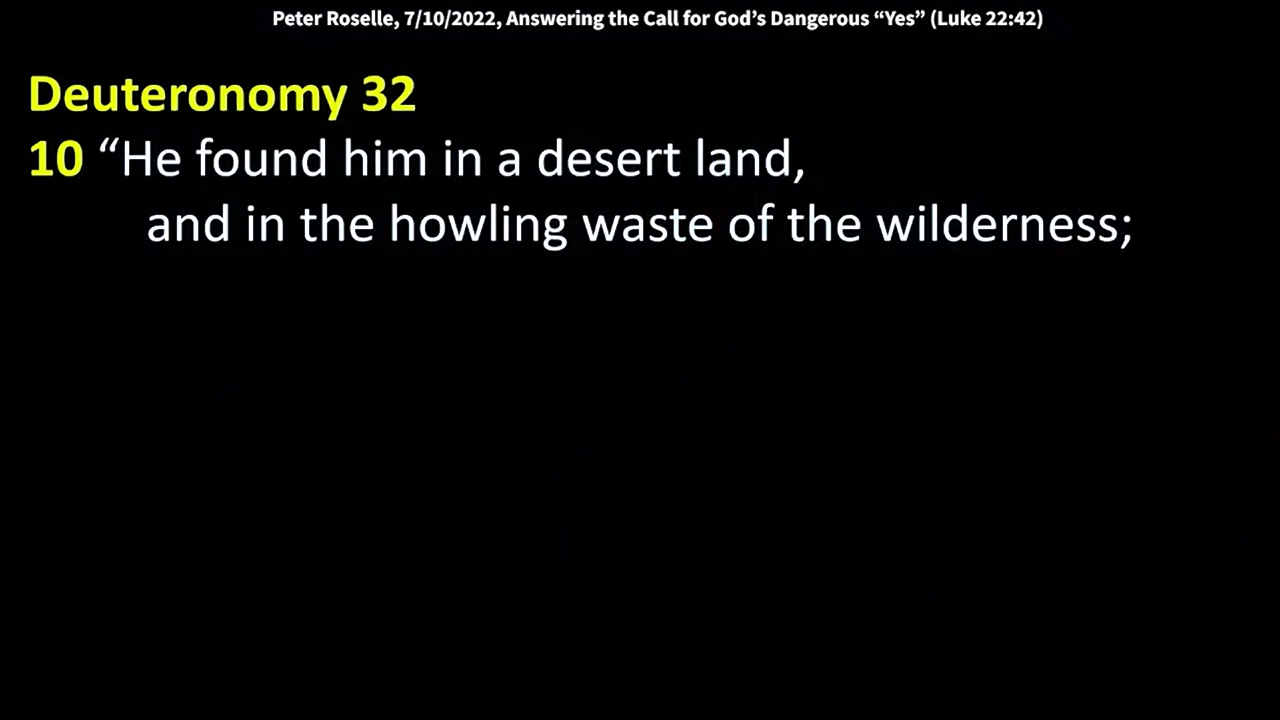 Peter Roselle, 7/10/2022, Answering the Call for God’s Dangerous “Yes” (Luke 22:42)
Deuteronomy 32
10 “He found him in a desert land,
and in the howling waste of the wilderness;